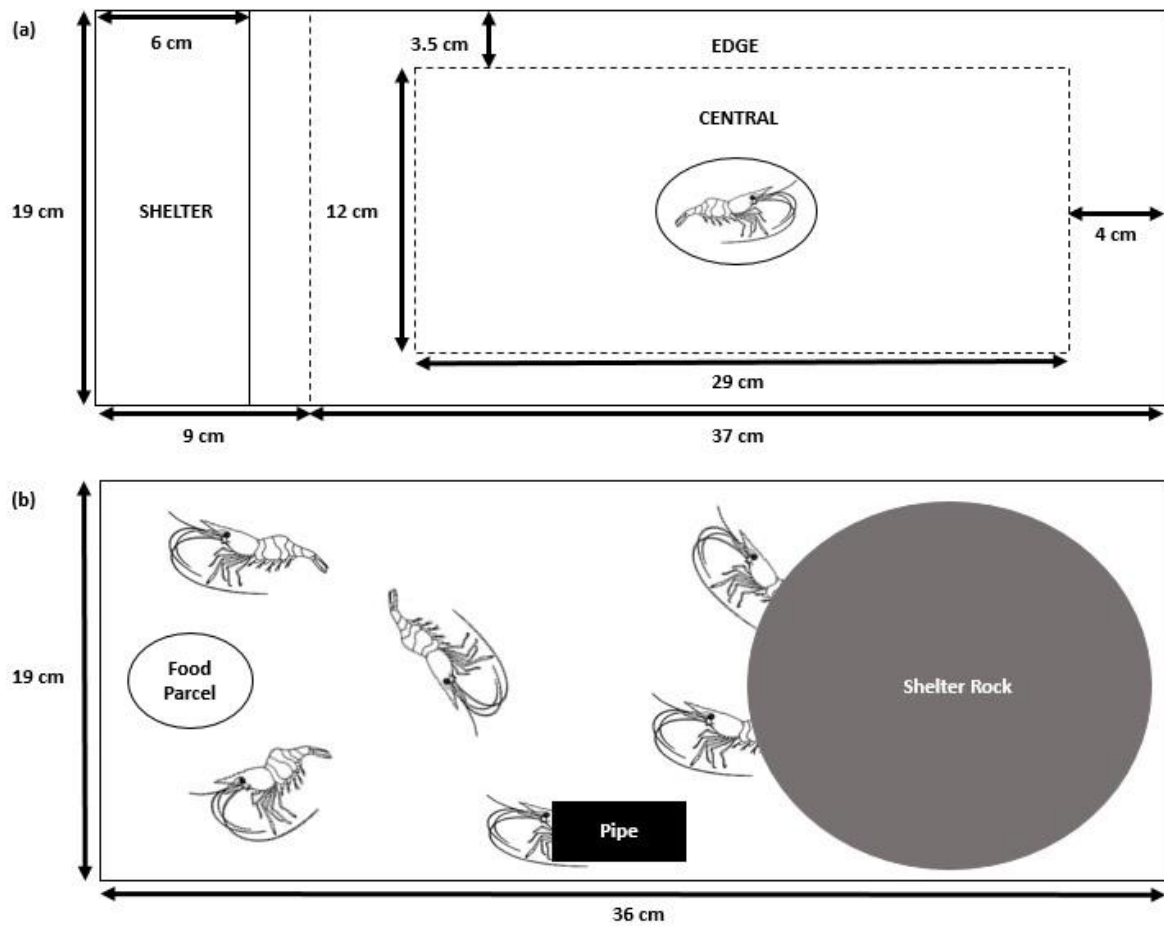 (a)
6 cm
3.5 cm
EDGE
CENTRAL
19 cm
SHELTER
12 cm
4 cm
29 cm
9 cm
37 cm
(b)
19 cm
Food
Parcel
Shelter Rock
Pipe
36 cm